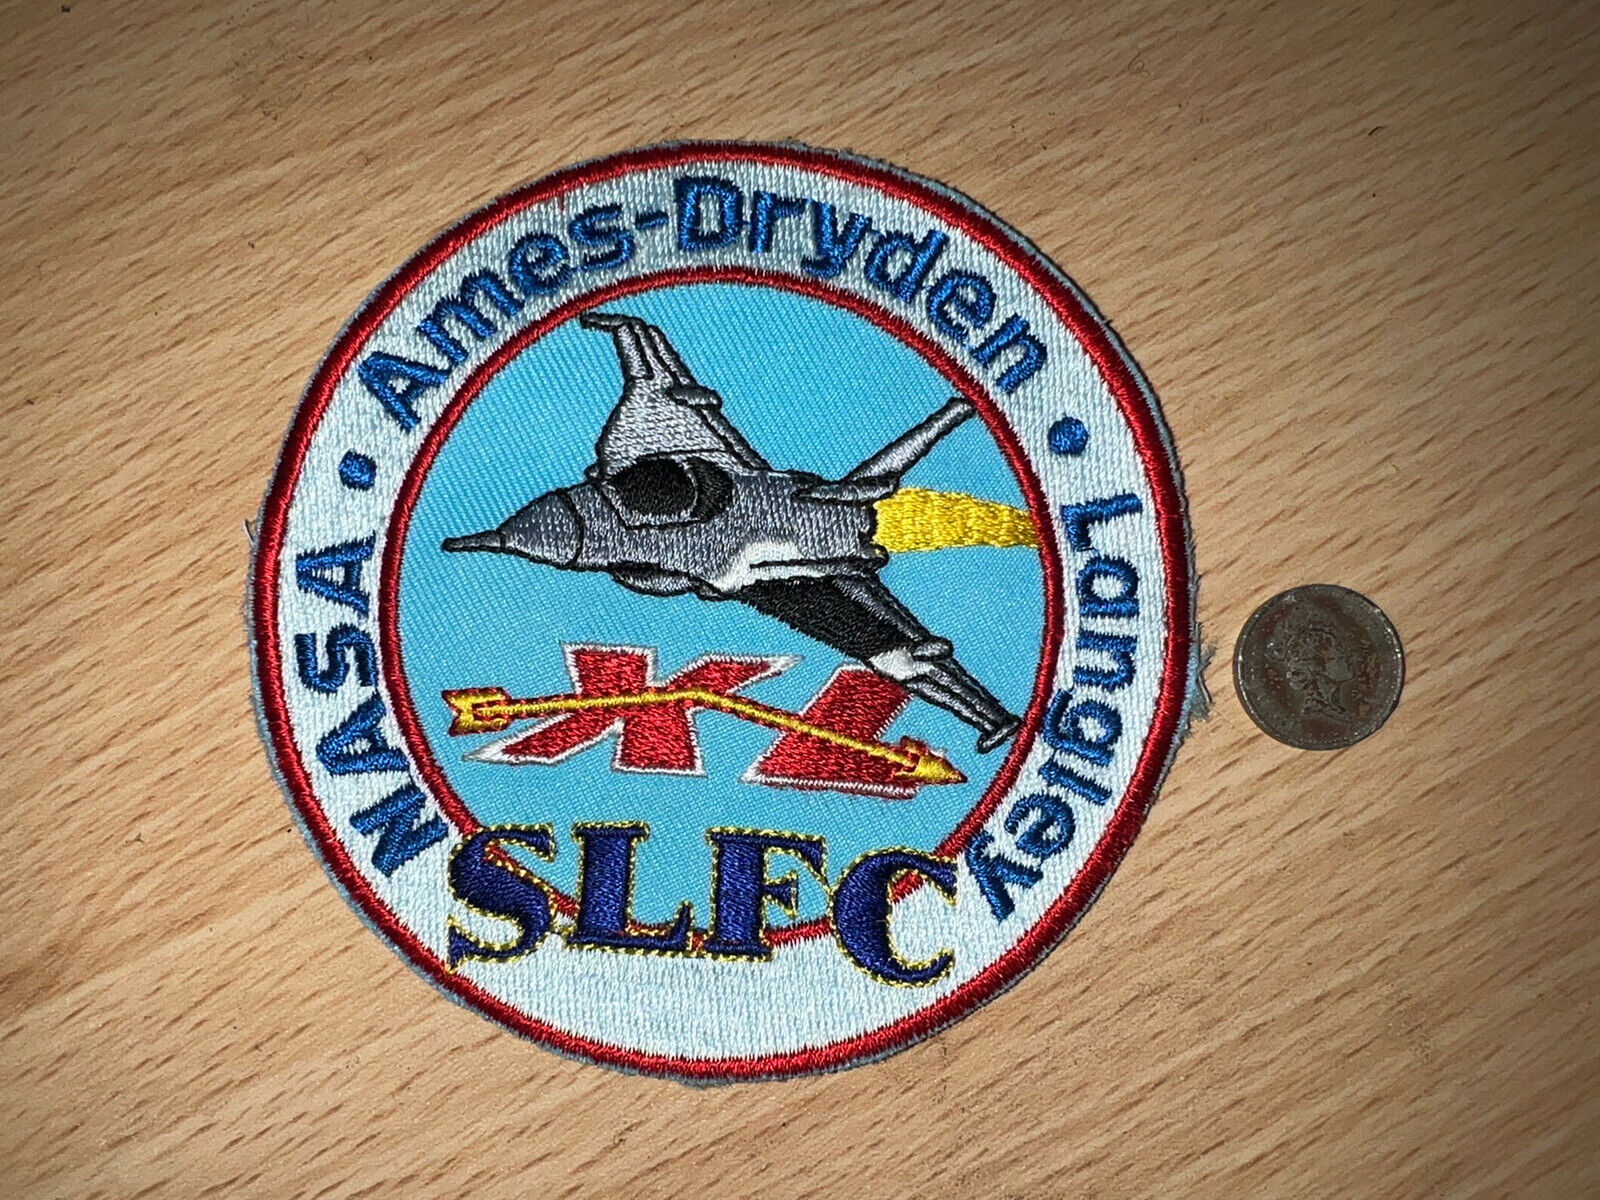 NASA • Ames-Dryden • Langley
XL
SLFC